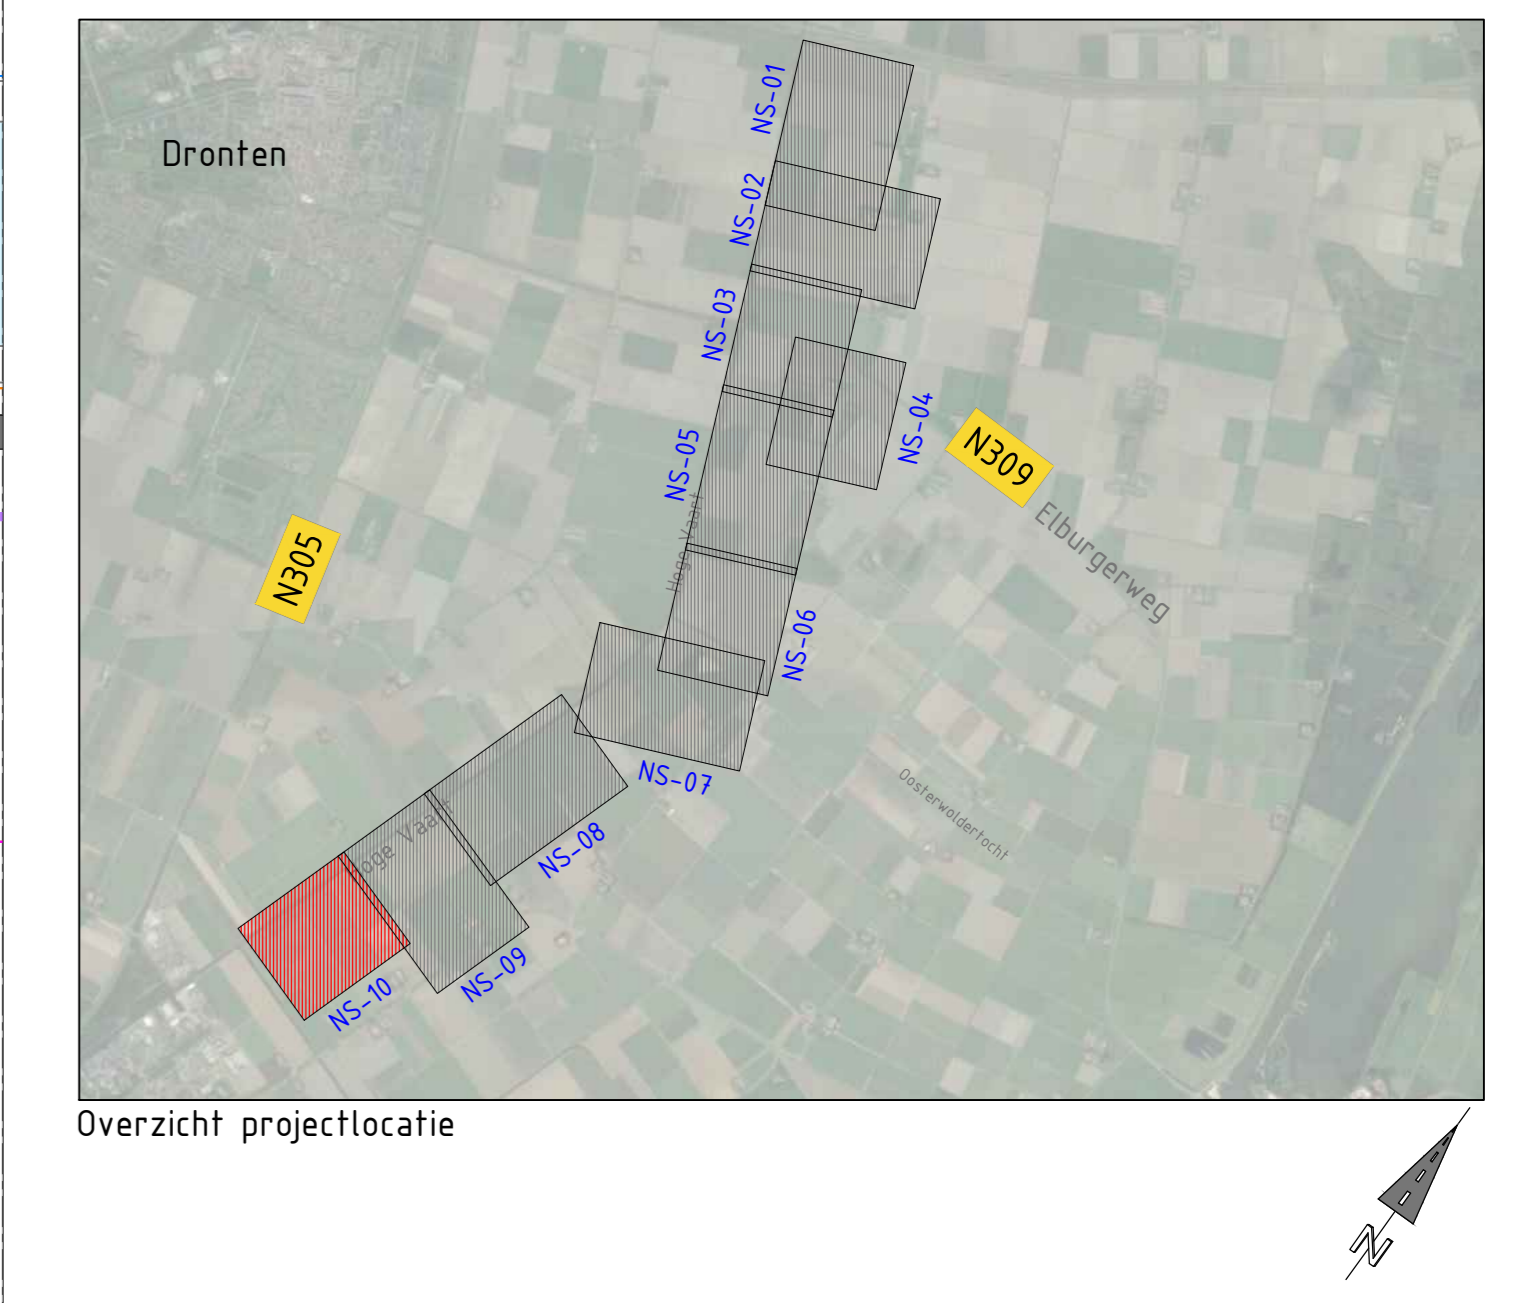 NS-01
Dronten
NS-02
NS-03
NS-04
N309
NS-05
Elburgerweg
Hoge Vaart
N305
NS-06
NS-07
Oosterwoldertocht
Hoge Vaart
NS-08
NS-09
NS-10
Overzicht projectlocatie
N